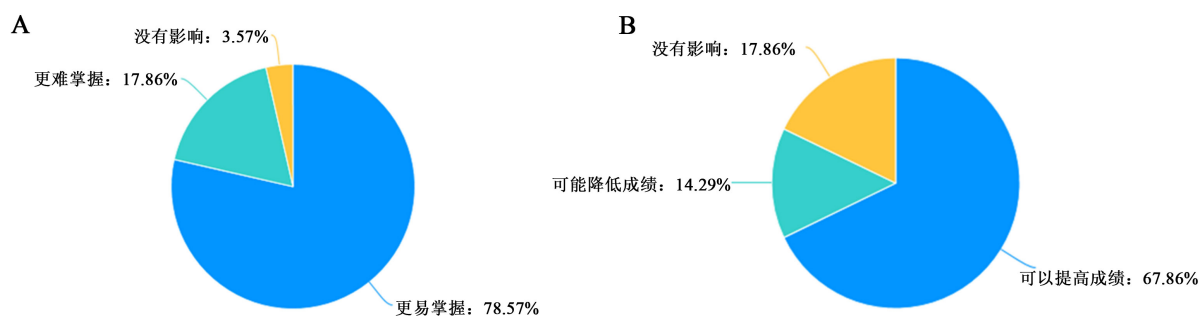 A
没有影响：3.57%
更难掌握：17.86%
更易掌握：78.57%
B
没有影响：17.86%
可能降低成绩：14.29%
可以提高成绩：67.86%